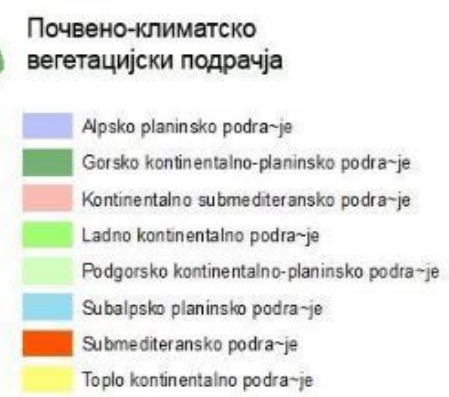 Почвено-климатско
вегетацијски подрачја
Alpsko planinsko podra~je
Gorsko kontinentalno-planinsko podra~je
Kontinentalno submediteransko podra~je
Ladno kontinentalno podra~je
Podgorsko kontinentalno-planinsko podra~je
Subalpsko planinsko podra~je
Submediteransko podra~je
Toplo kontinentalno podra~je